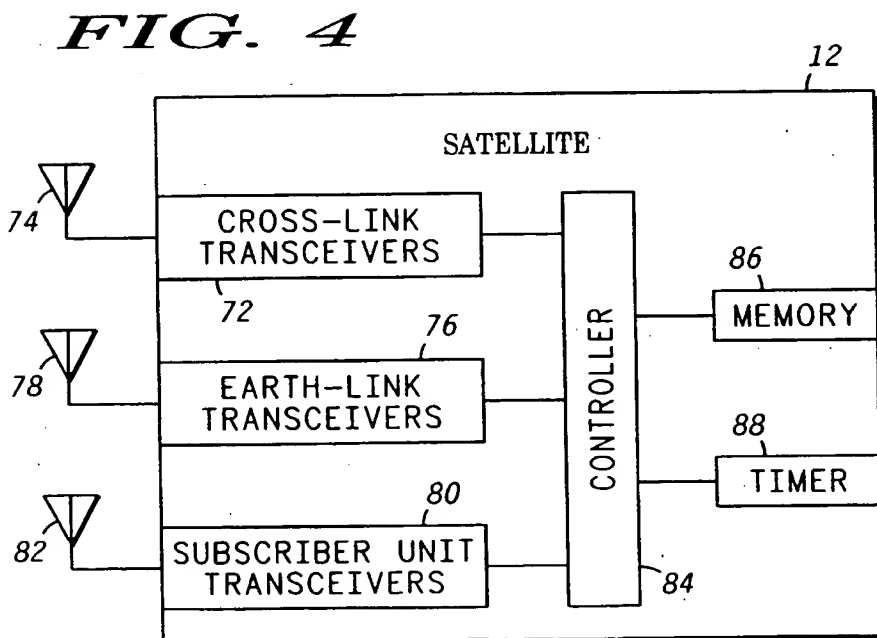 FIG. 4
12
SATELLITE
74
CROSS-LINK
TRANSCEIVERS
72
86
MEMORY
78
76
EARTH-LINK
TRANSCEIVERS
CONTROLLER
88
TIMER
82
80
SUBSCRIBER UNIT
TRANSCEIVERS
84